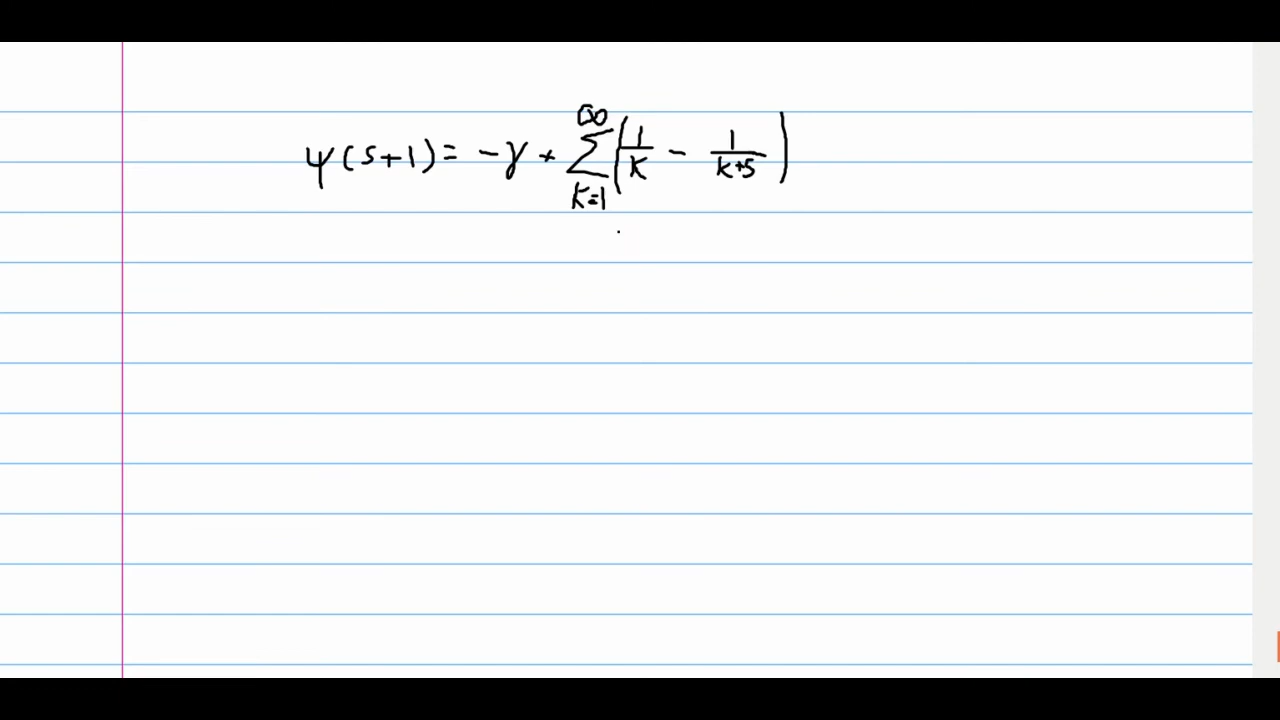 ψ(s+1) = -γ + ∑_{k=1}^{∞} (1/k - 1/(k+s))